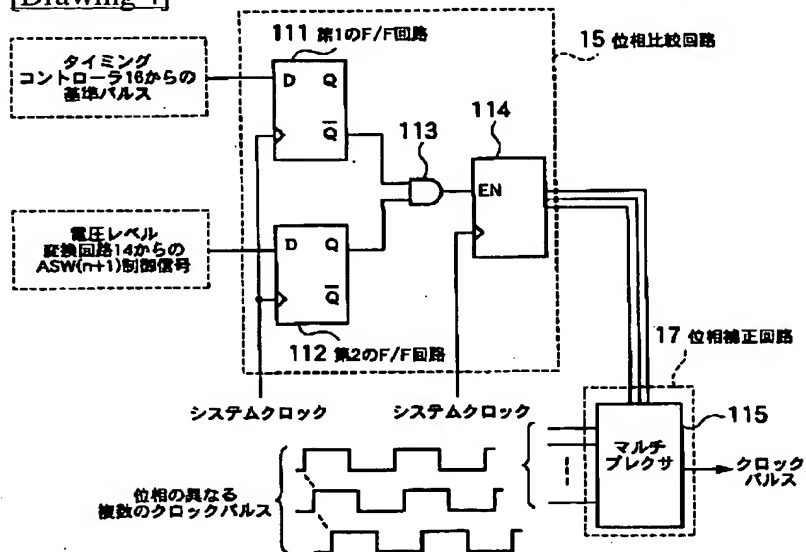 [Drawing 4]
111 第1のF/F回路
15 位相比較回路
タイミング
コントローラ16からの
基準パルス
D Q
Q
113
114
EN
電圧レベル
変換回路14からの
ASW(n+1)制御信号
D Q
Q
112 第2のF/F回路
17 位相補正回路
システムクロック
システムクロック
115
マルチ
プレクサ
クロック
パルス
位相の異なる
複数のクロックパルス